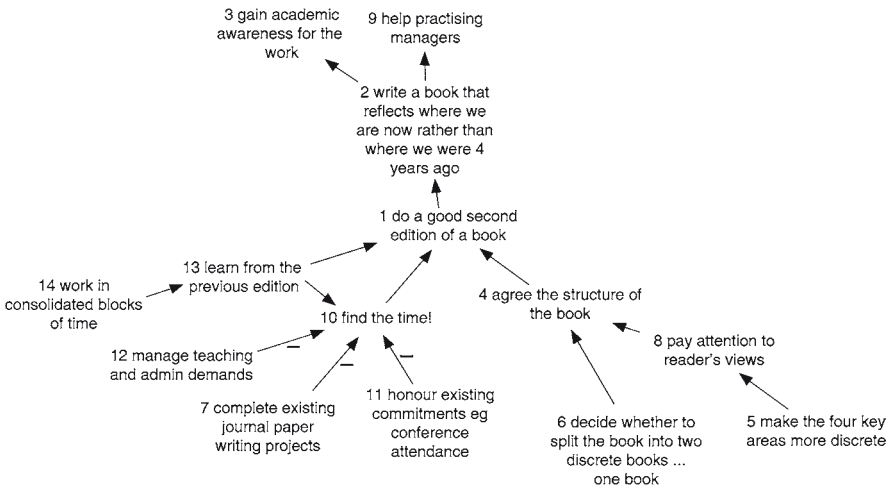 3 gain academic
awareness for the
work
9 help practising
managers
2 write a book that
reflects where we
are now rather than
where we were 4
years ago
1 do a good second
edition of a book
13 learn from the
previous edition
14 work in
consolidated blocks
of time
4 agree the structure of
the book
10 find the time!
8 pay attention to
reader's views
12 manage teaching
and admin demands
7 complete existing
journal paper
writing projects
11 honour existing
commitments eg
conference
attendance
6 decide whether to
split the book into two
discrete books ...
one book
5 make the four key
areas more discrete